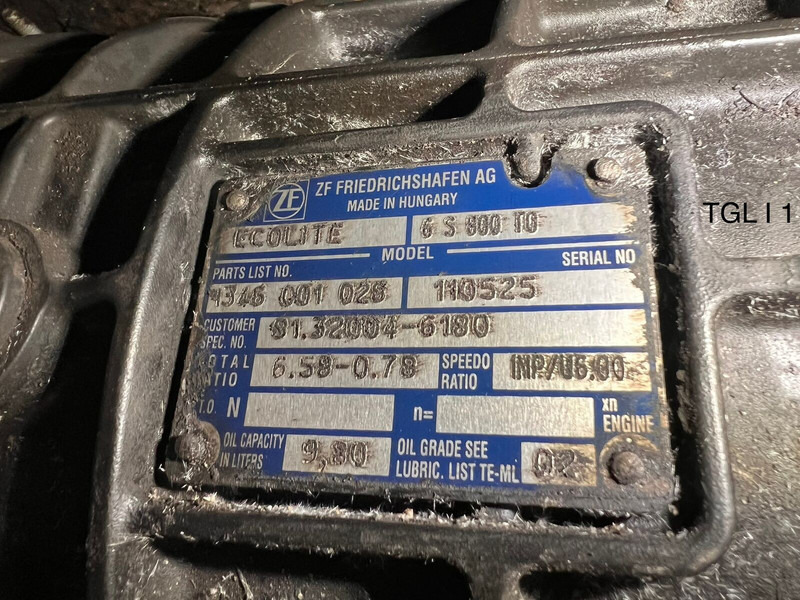 ZF
ZF FRIEDRICHSHAFEN AG
MADE IN HUNGARY
ECOLITE 6 S 800 TO
MODEL
PARTS LIST NO. SERIAL NO
1346 001 028 110525
CUSTOMER SPEC. NO. 81.32004-6180
TOTAL RATIO 6.58-0.78 SPEEDO RATIO INP/U6.00
P.T.O. N n= xn ENGINE
OIL CAPACITY IN LITERS 9,80 OIL GRADE SEE LUBRIC. LIST TE-ML 02
TGL I 1